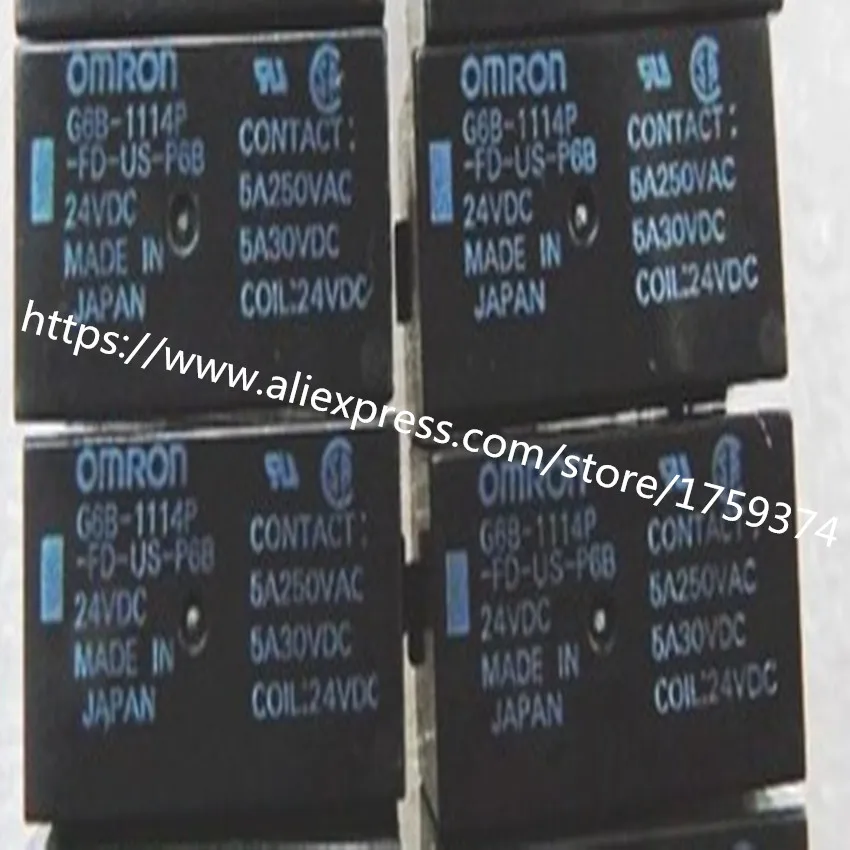 OMRON
G6B-1114P
-FD-US-P6B
24VDC
MADE IN
JAPAN
CONTACT:
5A250VAC
5A30VDC
COIL:24VDC
OMRON
G6B-1114P
-FD-US-P6B
24VDC
MADE IN
JAPAN
CONTACT:
5A250VAC
5A30VDC
COIL:24VDC
https://www.aliexpress.com/store/1759374
OMRON
G6B-1114P
-FD-US-P6B
24VDC
MADE IN
JAPAN
CONTACT:
5A250VAC
5A30VDC
COIL:24VDC
OMRON
G6B-1114P
-FD-US-P6B
24VDC
MADE IN
JAPAN
CONTACT:
5A250VAC
5A30VDC
COIL:24VDC